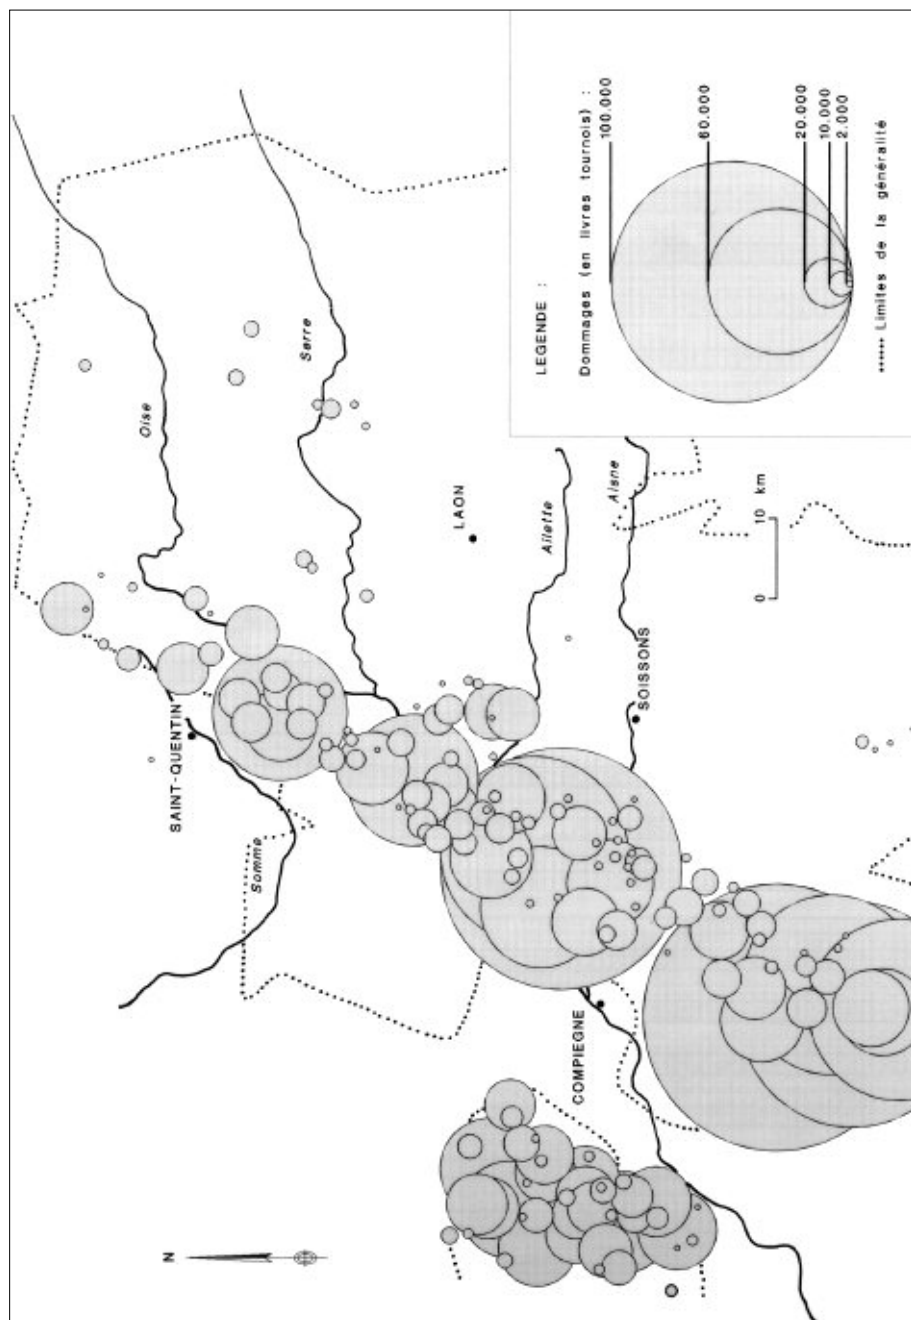 LEGENDE :
Dommages (en livres tournois) :
100.000
60.000
20.000
10.000
2.000
••••• Limites de la généralité
Oise
Serre
LAON
Ailette
Aisne
SOISSONS
SAINT-QUENTIN
Somme
COMPIEGNE
0 10 km
N